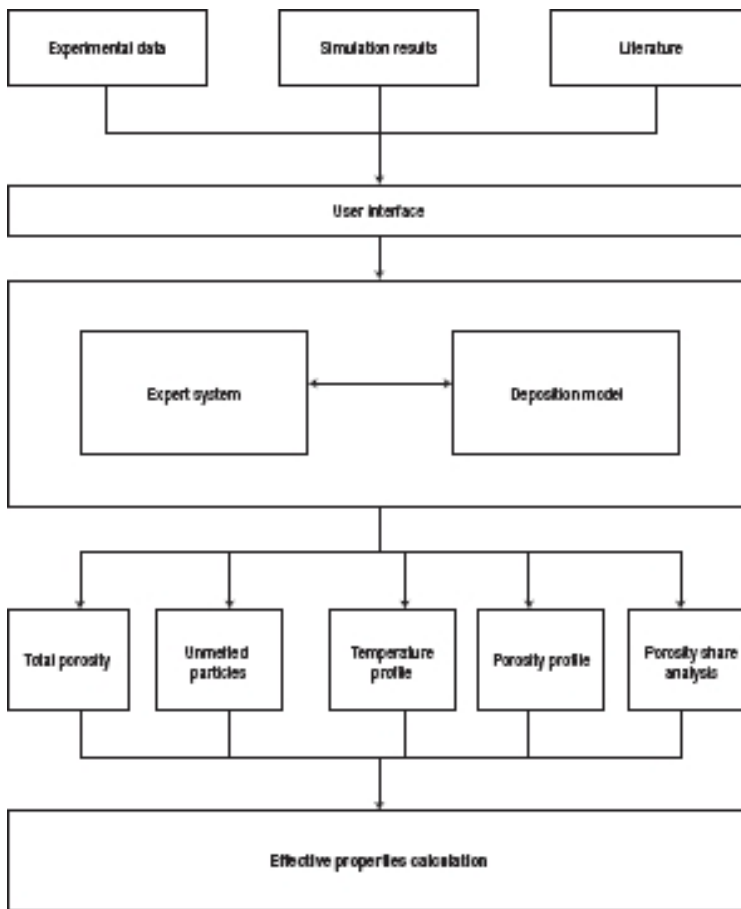 Experimental data
Simulation results
Literature
User interface
Expert system
Deposition model
Total porosity
Unmelted
particles
Temperature
profile
Porosity profile
Porosity share
analysis
Effective properties calculation